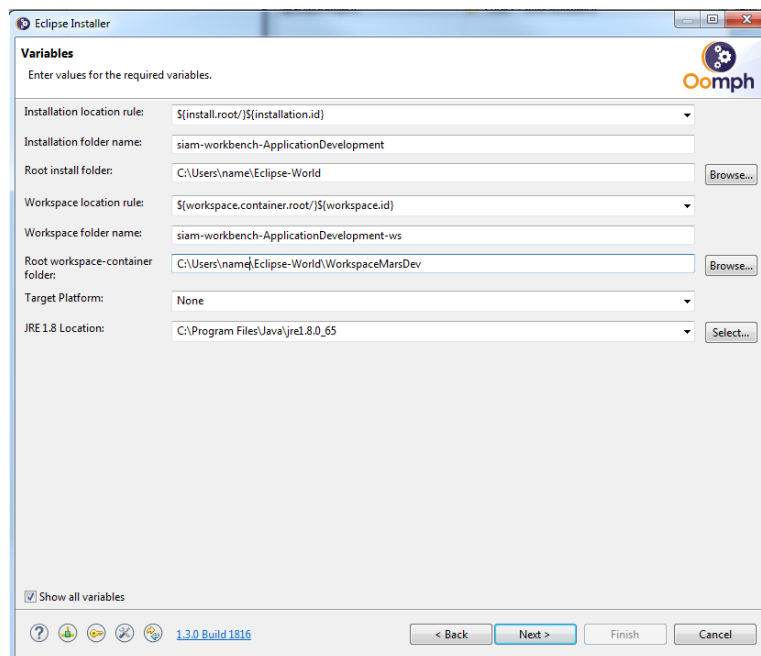 Eclipse Installer
Variables
Enter values for the required variables.
Oomph
Installation location rule: ${install.root/}${installation.id}
Installation folder name: siam-workbench-ApplicationDevelopment
Root install folder: C:\Users\name\Eclipse-World Browse...
Workspace location rule: ${workspace.container.root/}${workspace.id}
Workspace folder name: siam-workbench-ApplicationDevelopment-ws
Root workspace-container
folder: C:\Users\name\Eclipse-World\WorkspaceMarsDev Browse...
Target Platform: None
JRE 1.8 Location: C:\Program Files\Java\jre1.8.0_65 Select...
Show all variables
1.3.0 Build 1816 < Back Next > Finish Cancel